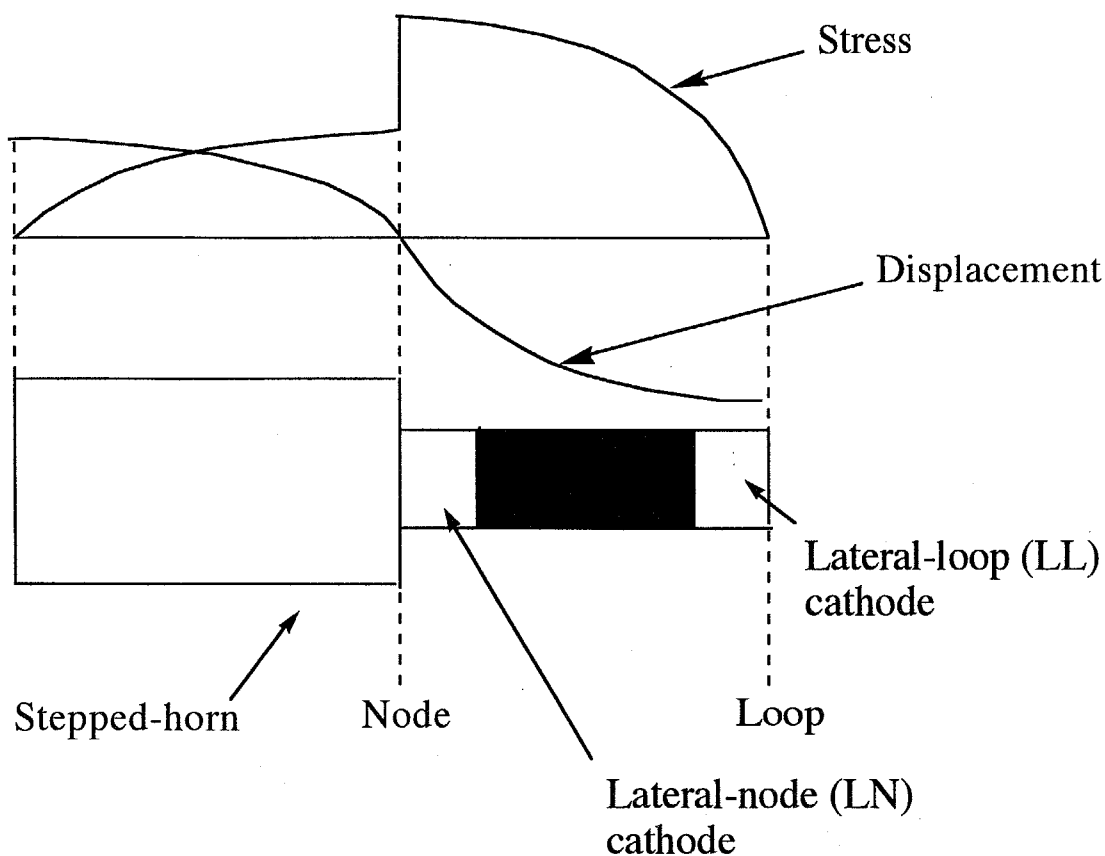 Stress
Displacement
Lateral-loop (LL)
cathode
Stepped-horn
Node
Loop
Lateral-node (LN)
cathode